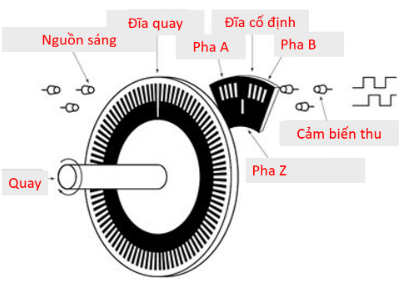 Đĩa quay
Đĩa cố định
Nguồn sáng
Pha A
Pha B
Cảm biến thu
Pha Z
Quay